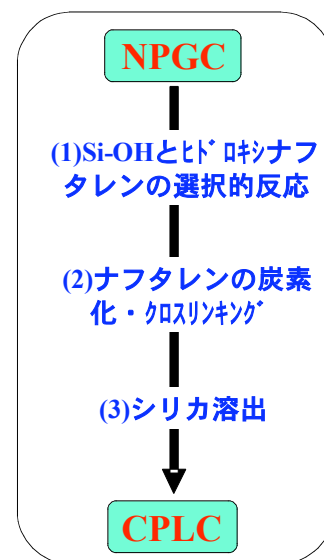 NPGC
(1)Si-OHとﾋﾄﾞﾛｷｼナフ
タレンの選択的反応
(2)ナフタレンの炭素
化・ｸﾛｽﾘﾝｷﾝｸﾞ
(3)シリカ溶出
CPLC